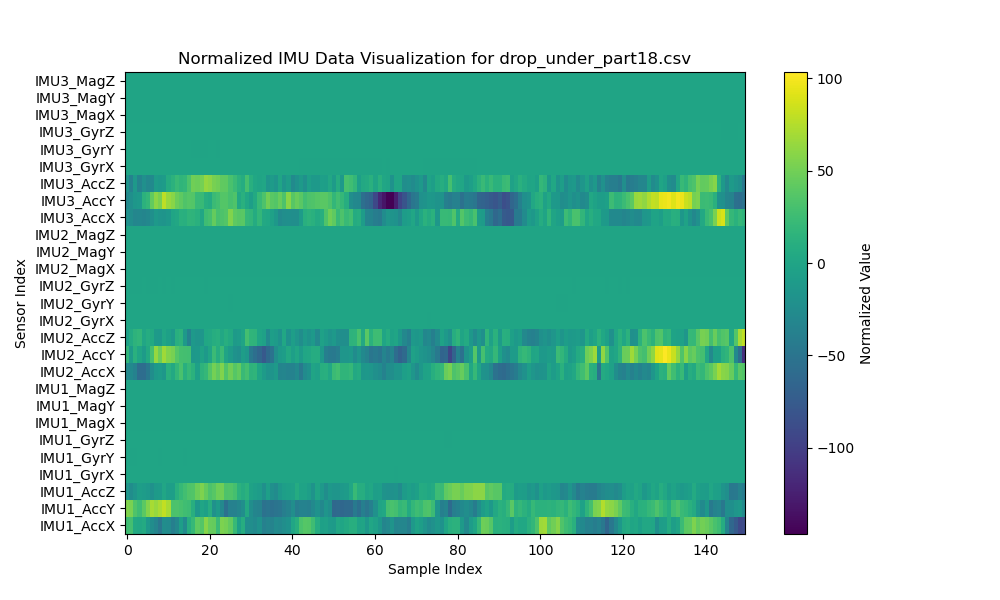 Normalized IMU Data Visualization for drop_under_part18.csv
IMU3_MagZ
IMU3_MagY
IMU3_MagX
IMU3_GyrZ
IMU3_GyrY
IMU3_GyrX
IMU3_AccZ
IMU3_AccY
IMU3_AccX
IMU2_MagZ
IMU2_MagY
IMU2_MagX
IMU2_GyrZ
IMU2_GyrY
IMU2_GyrX
IMU2_AccZ
IMU2_AccY
IMU2_AccX
IMU1_MagZ
IMU1_MagY
IMU1_MagX
IMU1_GyrZ
IMU1_GyrY
IMU1_GyrX
IMU1_AccZ
IMU1_AccY
IMU1_AccX
Sensor Index
0 20 40 60 80 100 120 140
Sample Index
100
50
0
−50
−100
Normalized Value